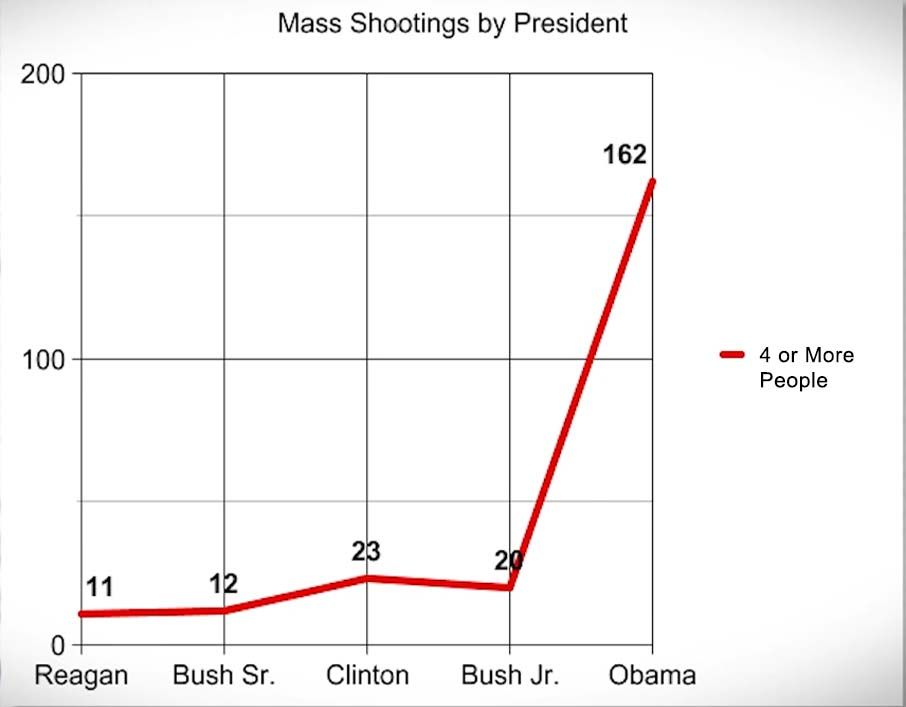 Mass Shootings by President
200
162
100
4 or More
People
23
20
11
12
0
Reagan
Bush Sr.
Clinton
Bush Jr.
Obama